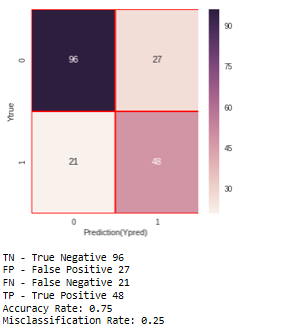 0
96
27
90
75
60
Ytrue
1
21
48
45
30
0
1
Prediction(Ypred)
TN - True Negative 96
FP - False Positive 27
FN - False Negative 21
TP - True Positive 48
Accuracy Rate: 0.75
Misclassification Rate: 0.25